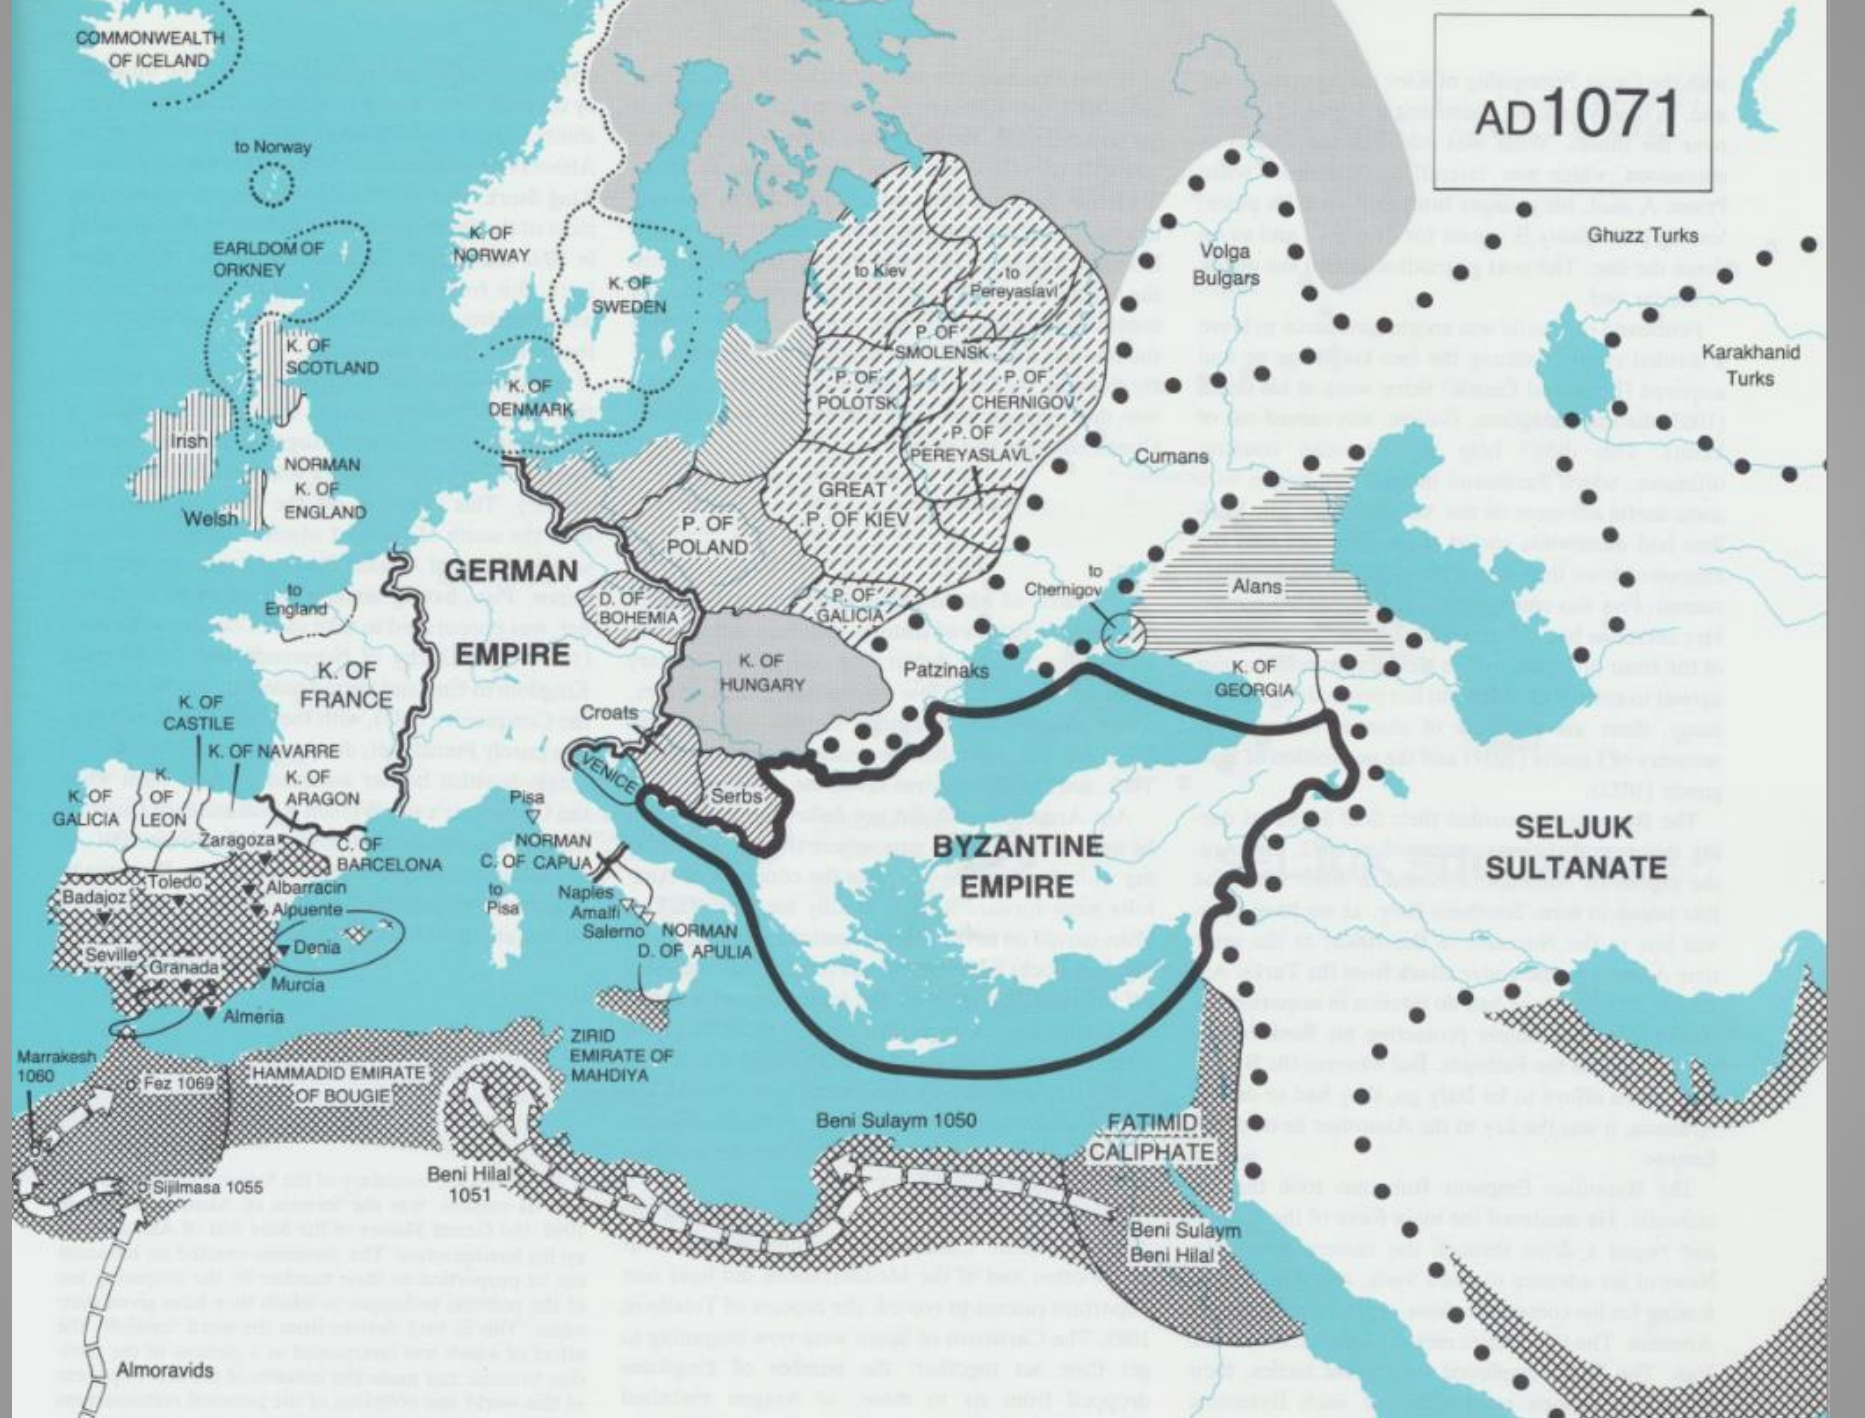 COMMONWEALTH
OF ICELAND
AD1071
to Norway
EARLDOM OF
ORKNEY
K. OF
NORWAY
K. OF
SWEDEN
to Kiev
to
Pereyaslavl
Volga
Bulgars
Ghuzz Turks
K. OF
SCOTLAND
P. OF
SMOLENSK
Karakhanid
Turks
K. OF
DENMARK
P. OF
POLOTSK
P. OF
CHERNIGOV
Irish
P. OF
PEREYASLAVL
Cumans
NORMAN
K. OF
ENGLAND
Welsh
GREAT
P. OF KIEV
P. OF
POLAND
GERMAN
EMPIRE
to
England
D. OF
BOHEMIA
P. OF
GALICIA
to
Chernigov
Alans
K. OF
FRANCE
K. OF
HUNGARY
Patzinaks
K. OF
GEORGIA
K. OF
CASTILE
Croats
K. OF NAVARRE
VENICE
K. OF
GALICIA
K.
OF
LEON
K. OF
ARAGON
Pisa
Serbs
Zaragoza
C. OF
BARCELONA
NORMAN
C. OF CAPUA
BYZANTINE
EMPIRE
SELJUK
SULTANATE
Badajoz
Toledo
Albarracin
Alpuente
to
Pisa
Naples
Amalfi
Salerno
NORMAN
D. OF APULIA
Seville
Granada
Denia
Murcia
Almeria
Marrakesh
1060
Fez 1069
HAMMADID EMIRATE
OF BOUGIE
ZIRID
EMIRATE OF
MAHDIYA
Beni Sulaym 1050
FATIMID
CALIPHATE
Sijilmasa 1055
Beni Hilal
1051
Beni Sulaym
Beni Hilal
Almoravids